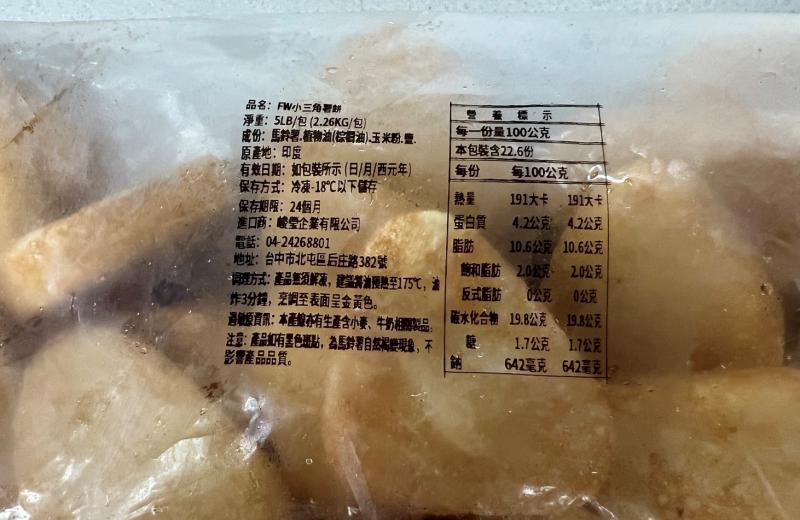 品名：FW小三角薯餅
淨重：5LB/包 (2.26KG/包)
成份：馬鈴薯.植物油(棕櫚油).玉米粉.鹽.
原產地：印度
有效日期：如包裝所示 (日/月/西元年)
保存方式：冷凍-18℃以下儲存
保存期限：24個月
進口商：峻瑩企業有限公司
電話：04-24268801
地址：台中市北屯區后庄路382號
調理方式：產品無須解凍，建議將油預熱至175℃，油
炸3分鐘，烹調至表面呈金黃色。
過敏原資訊：本產線亦有生產含小麥、牛奶相關製品。
注意：產品如有黑色斑點，為馬鈴薯自然褐變現象，不
影響產品品質。
營養標示
每一份量100公克
本包裝含22.6份
每份 每100公克
熱量 191大卡 191大卡
蛋白質 4.2公克 4.2公克
脂肪 10.6公克 10.6公克
飽和脂肪 2.0公克 2.0公克
反式脂肪 0公克 0公克
碳水化合物 19.8公克 19.8公克
糖 1.7公克 1.7公克
鈉 642毫克 642毫克